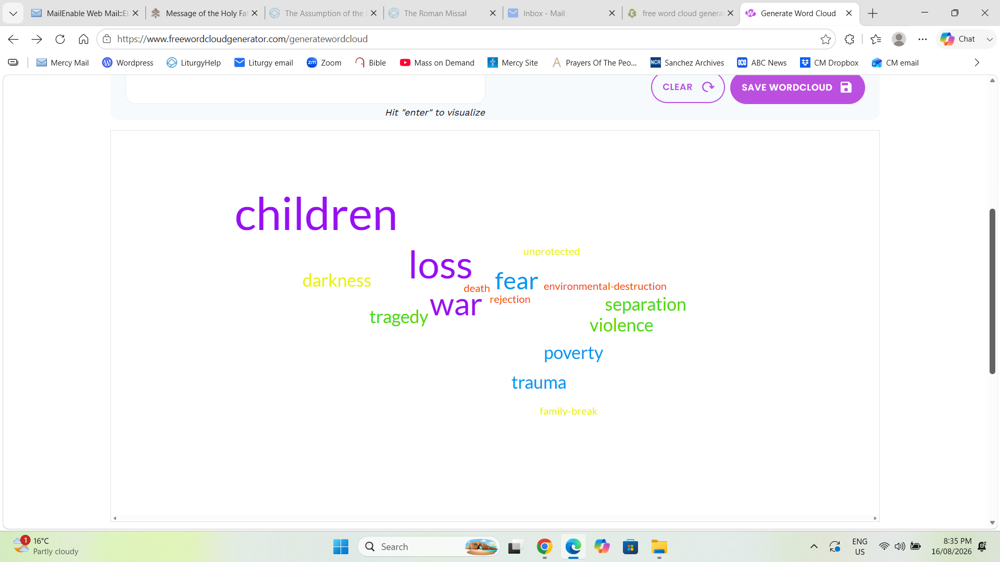 MailEnable Web Mail::EL
Message of the Holy Fat
The Assumption of the B
The Roman Missal
Inbox - Mail
free word cloud genera
Generate Word Cloud
https://www.freewordcloudgenerator.com/generatewordcloud
Chat
Mercy Mail
Wordpress
LiturgyHelp
Liturgy email
zm Zoom
Bible
Mass on Demand
Mercy Site
Prayers Of The Peo...
NCR Sanchez Archives
ABC News
CM Dropbox
CM email
CLEAR
SAVE WORDCLOUD
Hit "enter" to visualize
children
unprotected
loss
darkness
fear
death
environmental-destruction
rejection
war
separation
tragedy
violence
poverty
trauma
family-break
1
16°C
Partly cloudy
Search
ENG
US
8:35 PM
16/08/2026